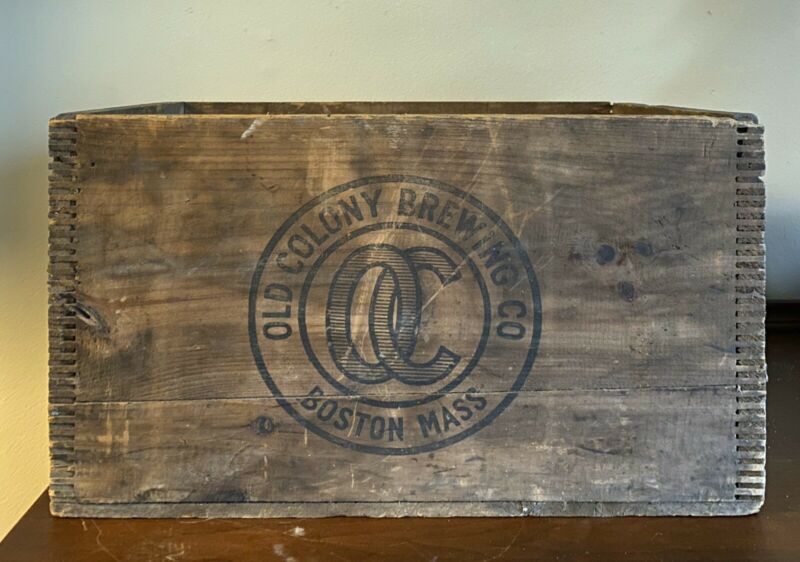 OLD COLONY BREWING CO
OC
BOSTON MASS